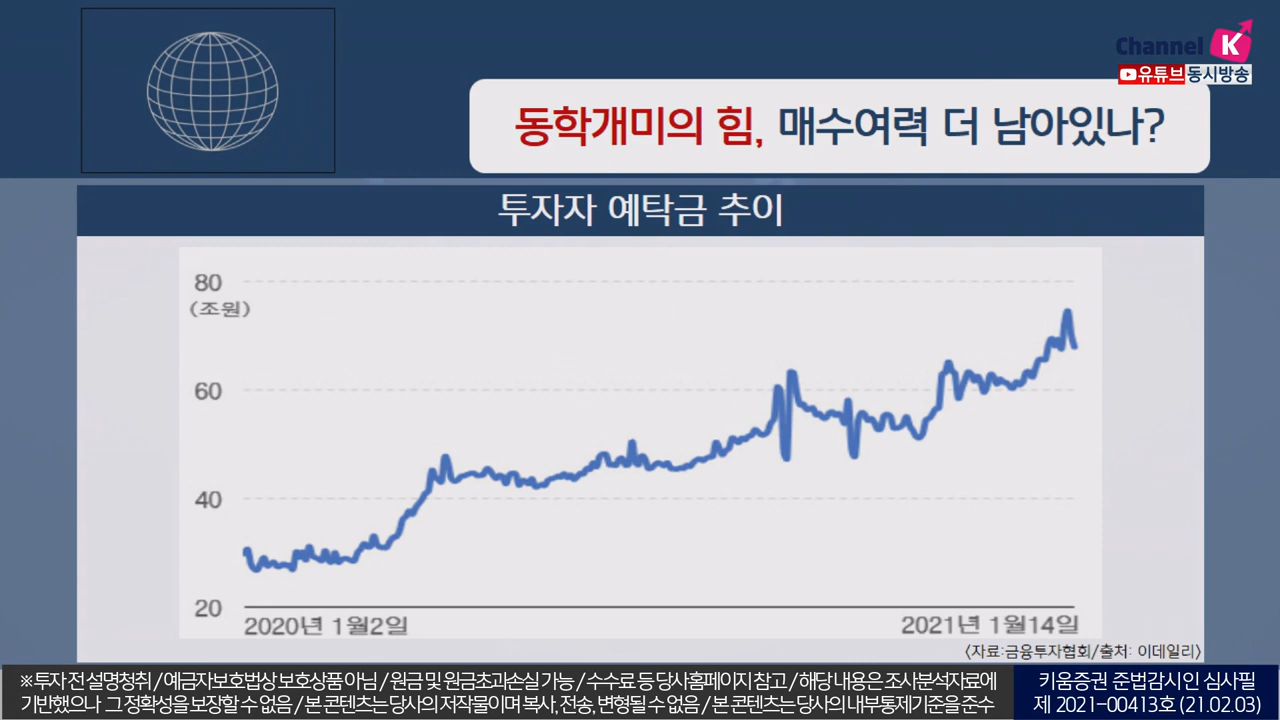 Channel K
유튜브동시방송
동학개미의 힘, 매수여력 더 남아있나?
투자자 예탁금 추이
80
(조원)
60
40
20
2020년 1월2일
2021년 1월14일
〈자료:금융투자협회/출처: 이데일리〉
※투자 전 설명청취 / 예금자보호법상 보호상품 아님 / 원금 및 원금초과손실 가능 / 수수료 등 당사홈페이지 참고 / 해당 내용은 조사분석자료에
기반했으나 그 정확성을 보장할 수 없음 / 본 콘텐츠는 당사의 저작물이며 복사, 전송, 변형될 수 없음 / 본 콘텐츠는 당사의 내부통제기준을 준수
키움증권 준법감시인 심사필
제 2021-00413호 (21.02.03)